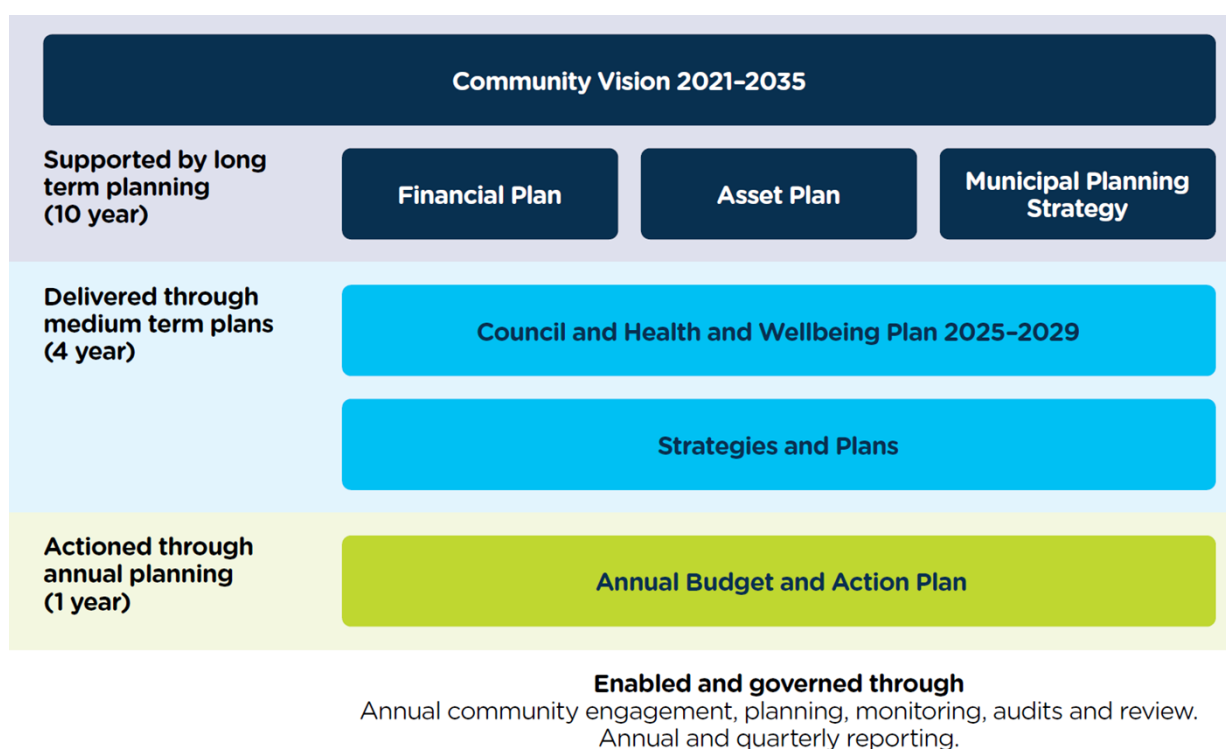 Community Vision 2021–2035
Supported by long
term planning
(10 year)
Financial Plan
Asset Plan
Municipal Planning
Strategy
Delivered through
medium term plans
(4 year)
Council and Health and Wellbeing Plan 2025–2029
Strategies and Plans
Actioned through
annual planning
(1 year)
Annual Budget and Action Plan
Enabled and governed through
Annual community engagement, planning, monitoring, audits and review.
Annual and quarterly reporting.